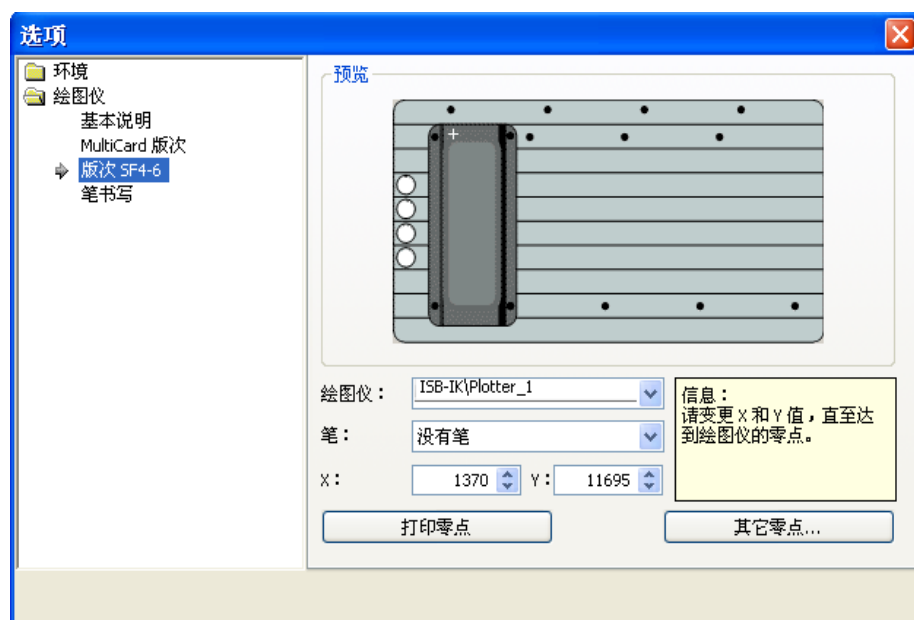 选项
环境
绘图仪
基本说明
MultiCard 版次
版次 SF4-6
笔书写
预览
绘图仪：
ISB-IK\Plotter_1
笔：
没有笔
X： 1370 Y： 11695
信息：
请变更 X 和 Y 值，直至达
到绘图仪的零点。
打印零点
其它零点...